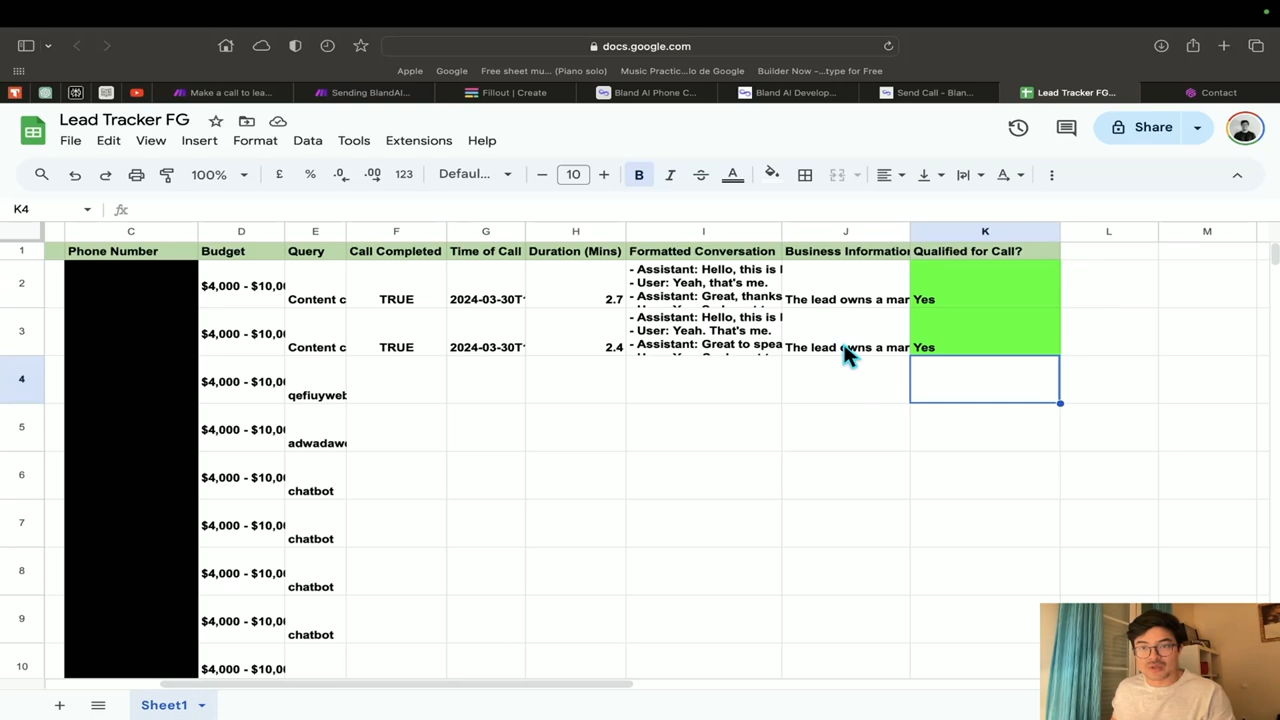 docs.google.com
Apple Google Free sheet mu... (Piano solo) Music Practic...lo de Google Builder Now -...type for Free
Make a call to lea... Sending BlandAI... Fillout | Create Bland AI Phone C... Bland AI Develop... Send Call - Blan... Lead Tracker FG... Contact
Lead Tracker FG
File Edit View Insert Format Data Tools Extensions Help
Share
100% £ % .0 .00 123 Defaul... 10 B I A
K4 fx
C D E F G H I J K L M
1 Phone Number Budget Query Call Completed Time of Call Duration (Mins) Formatted Conversation Business Information Qualified for Call?
- Assistant: Hello, this is
- User: Yeah, that's me.
2 $4,000 - $10,00 Content c TRUE 2024-03-30T 2.7 - Assistant: Great, thanks The lead owns a mar Yes
- Assistant: Hello, this is
- User: Yeah. That's me.
3 $4,000 - $10,00 Content c TRUE 2024-03-30T 2.4 - Assistant: Great to spea The lead owns a mar Yes
4 $4,000 - $10,00 qefiuyweb
5 $4,000 - $10,00 adwadawd
6 $4,000 - $10,00 chatbot
7 $4,000 - $10,00 chatbot
8 $4,000 - $10,00 chatbot
9 $4,000 - $10,00 chatbot
10 $4,000 - $10,00
Sheet1